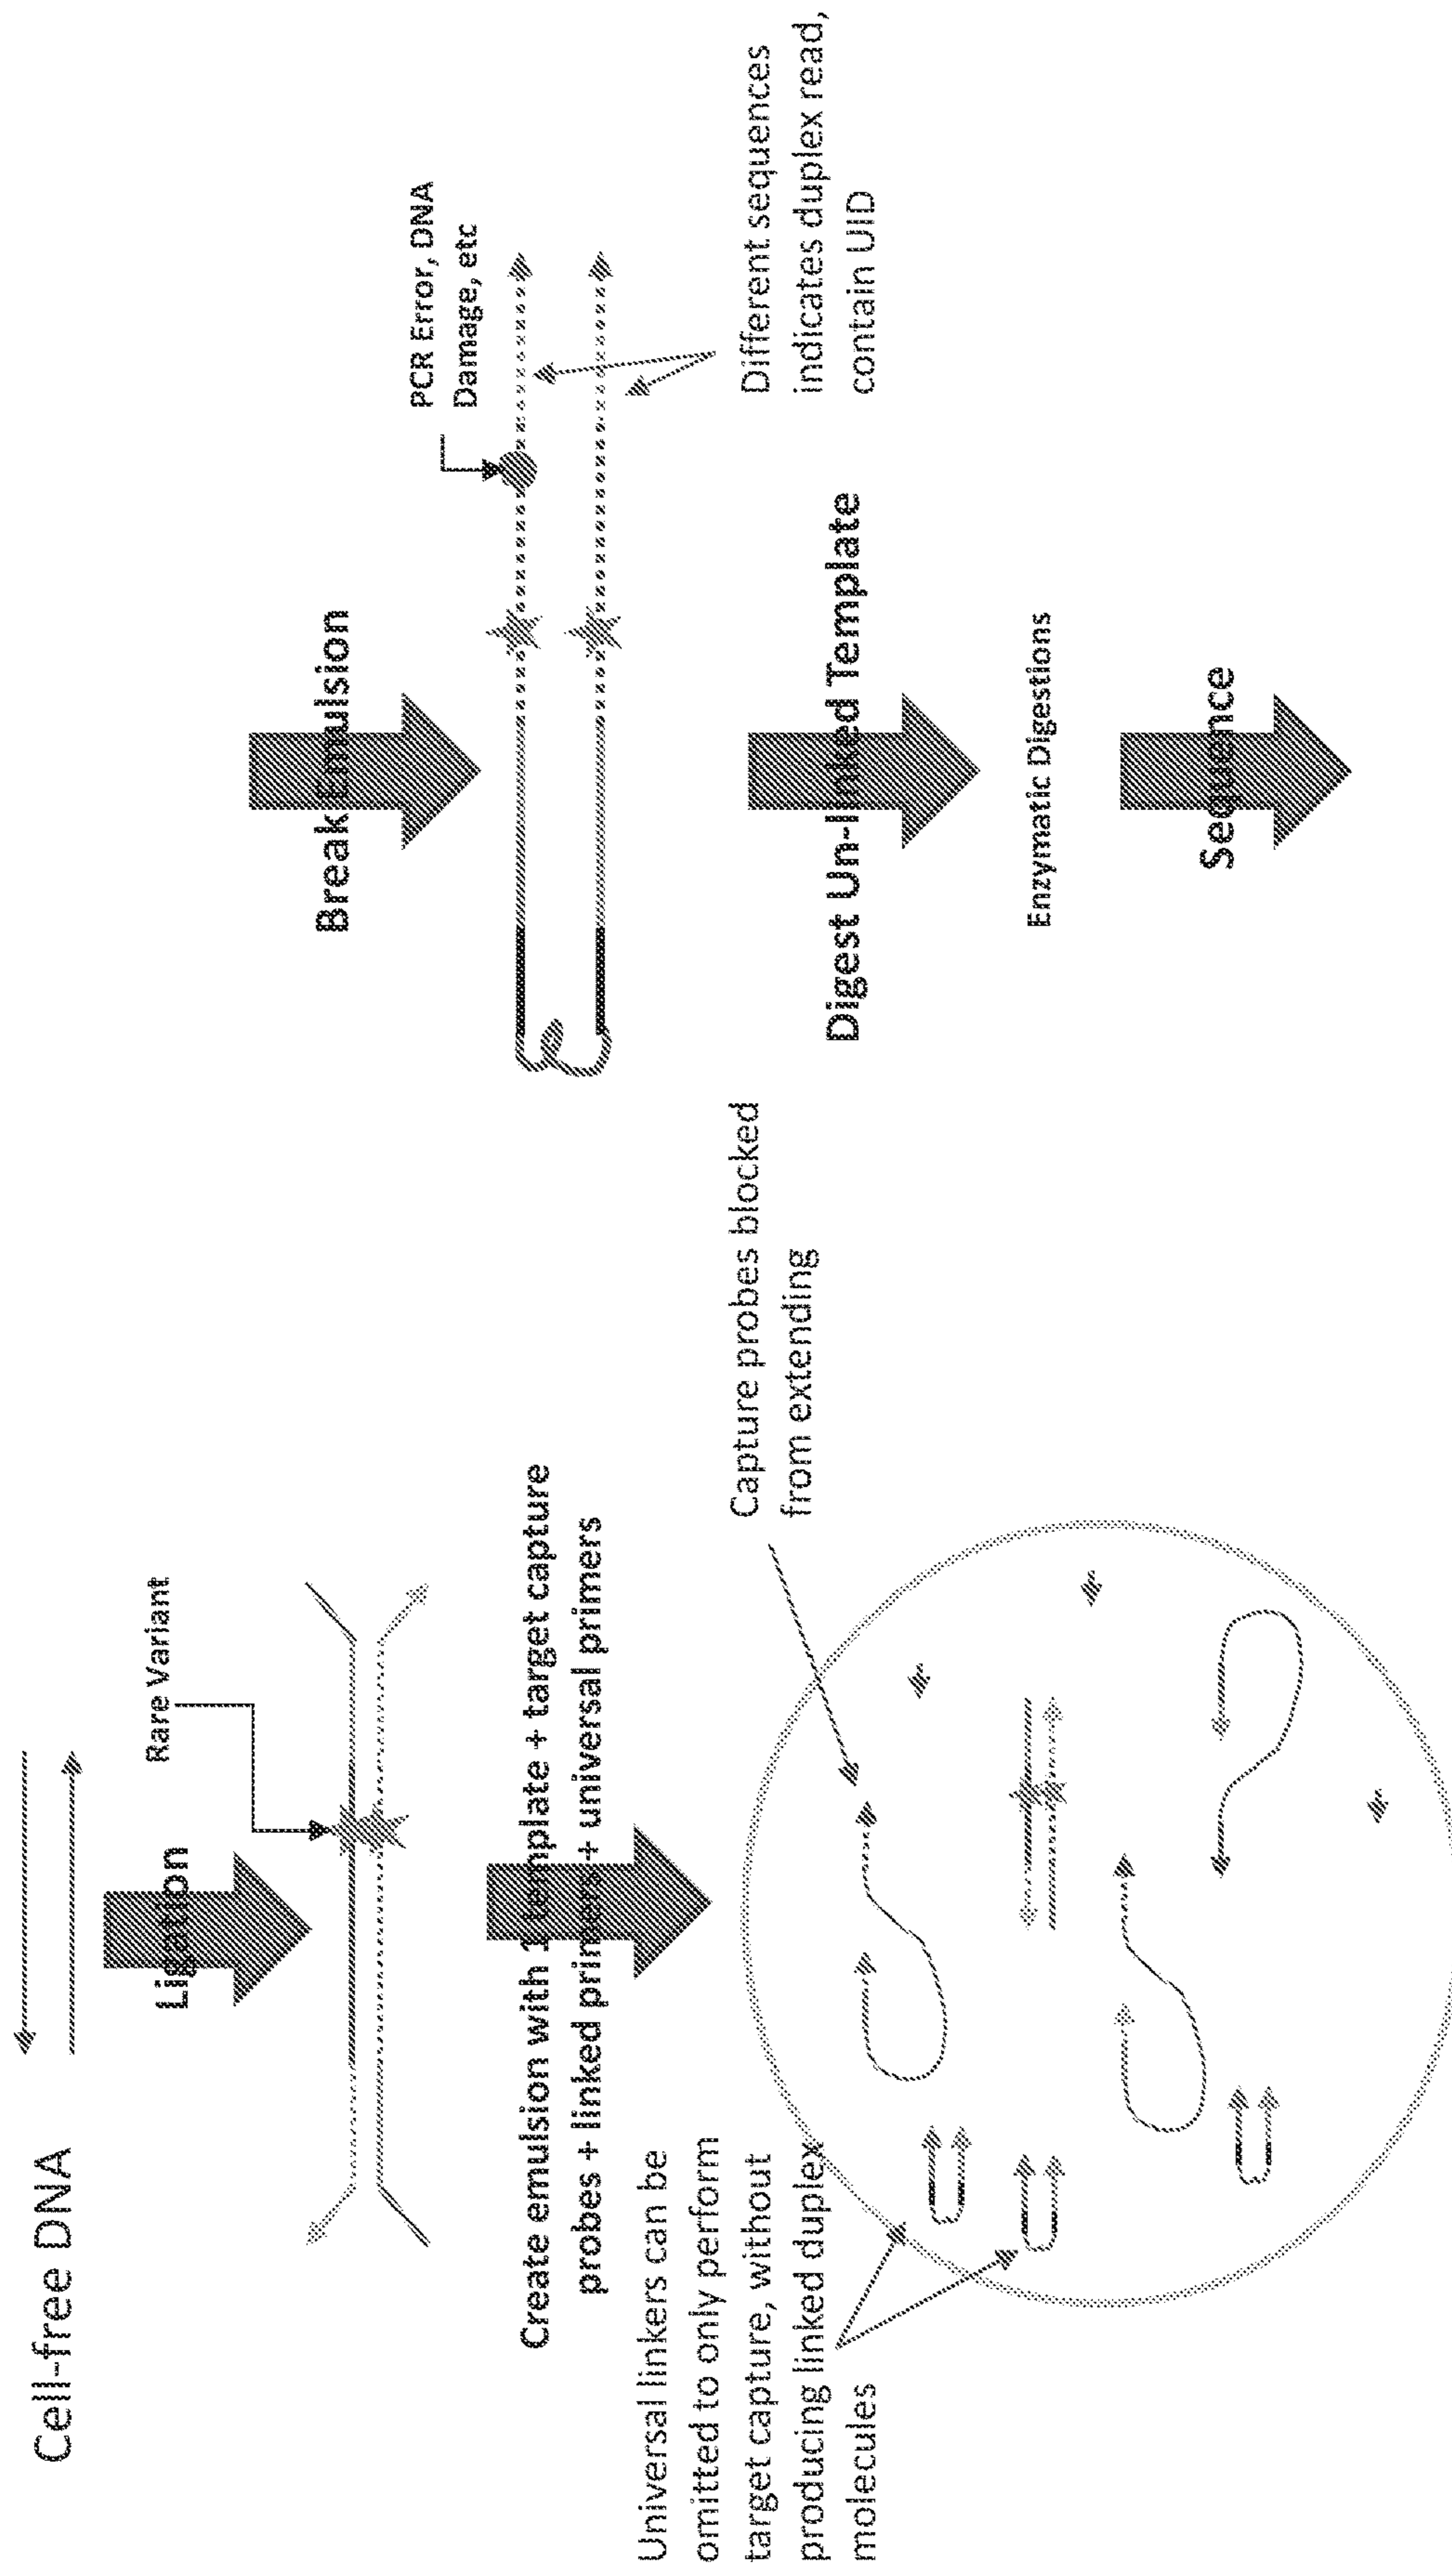 Cell-free DNA
Ligation
Rare Variant
Create emulsion with 1 template + target capture
probes + linked primers + universal primers
Universal linkers can be
omitted to only perform
target capture, without
producing linked duplex
molecules
Capture probes blocked
from extending
Break Emulsion
PCR Error, DNA
Damage, etc
Different sequences
indicates duplex read,
contain UID
Digest Un-linked Template
Enzymatic Digestions
Sequence